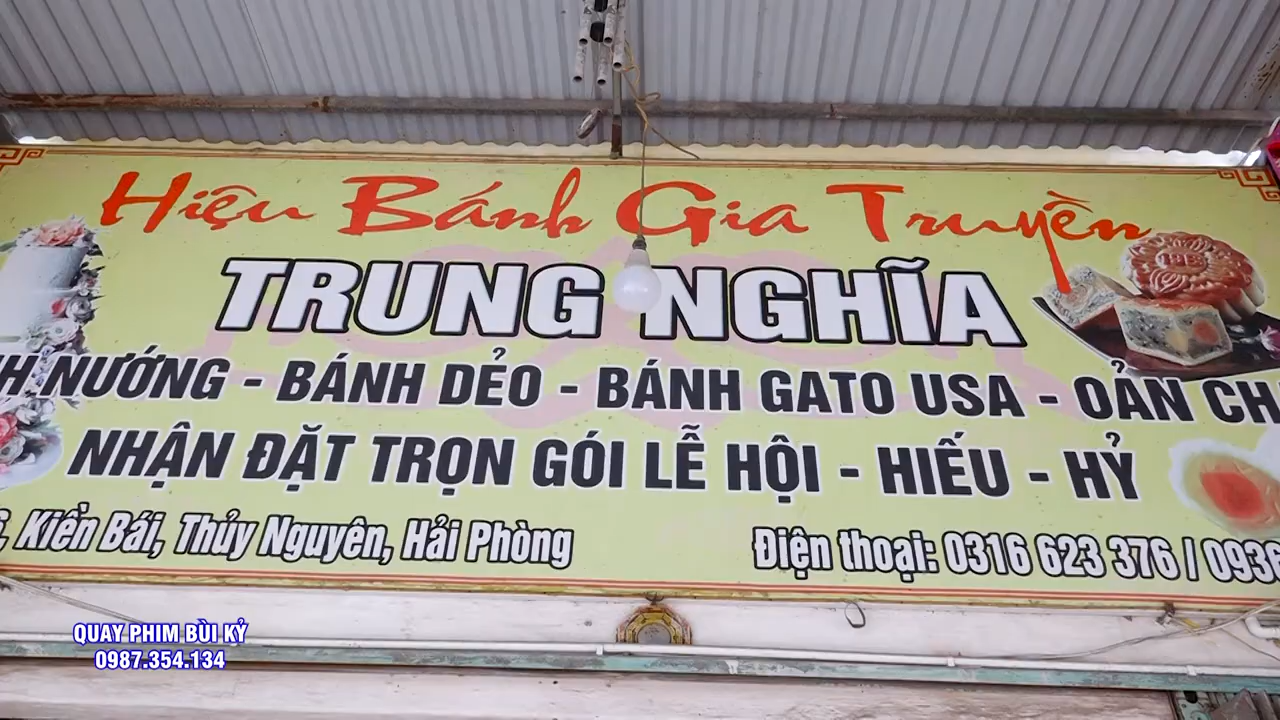 Hiệu Bánh Gia Truyền
TRUNG NGHĨA
NƯỚNG - BÁNH DẺO - BÁNH GATO USA - OẢN
NHẬN ĐẶT TRỌN GÓI LỄ HỘI - HIẾU - HỶ
Kiền Bái, Thủy Nguyên, Hải Phòng
Điện thoại: 0316 623 376 / 0936
QUAY PHIM BÙI KỶ
0987.354.134